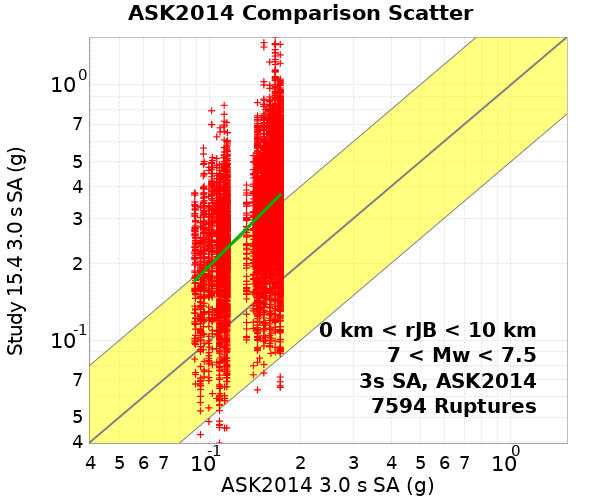 ASK2014 Comparison Scatter
Study 15.4 3.0 s SA (g)
10^0
7
5
4
3
2
10^-1
7
5
4
0 km < rJB < 10 km
7 < Mw < 7.5
3s SA, ASK2014
7594 Ruptures
4 5 6 7 10^-1 2 3 4 5 6 7 10^0
ASK2014 3.0 s SA (g)